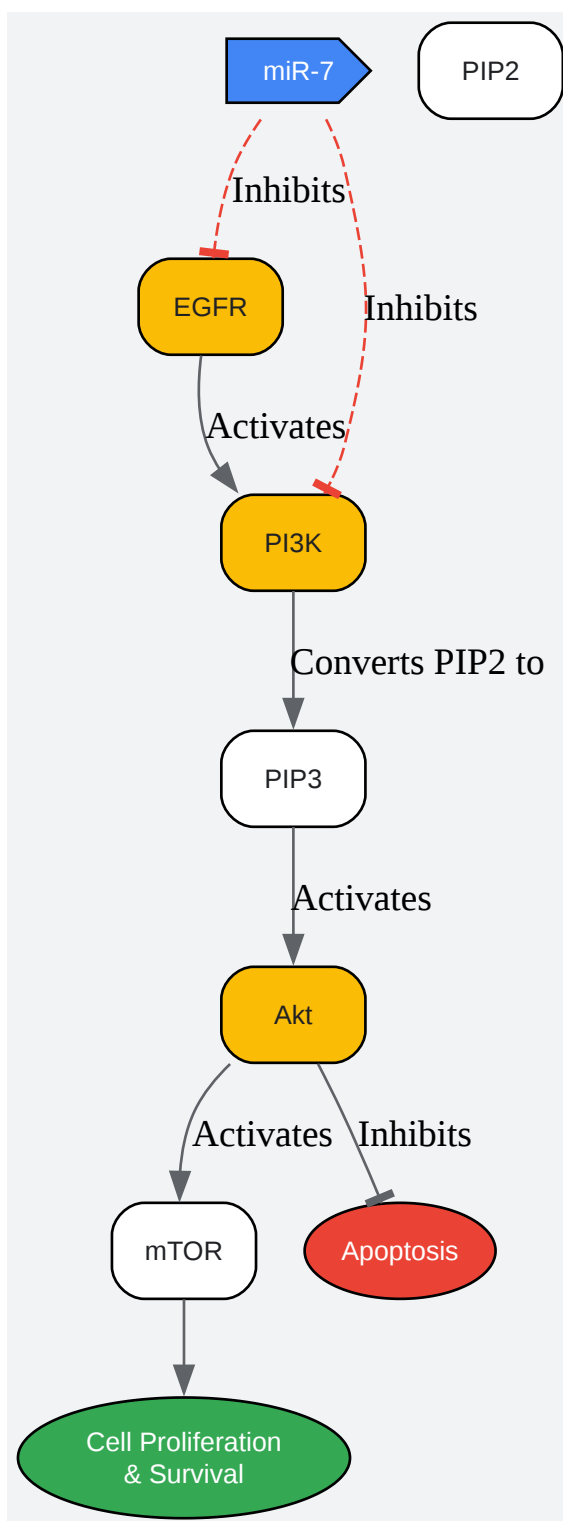 miR-7
PIP2
Inhibits
EGFR
Inhibits
Activates
PI3K
Converts PIP2 to
PIP3
Activates
Akt
Activates
Inhibits
mTOR
Apoptosis
Cell Proliferation
& Survival